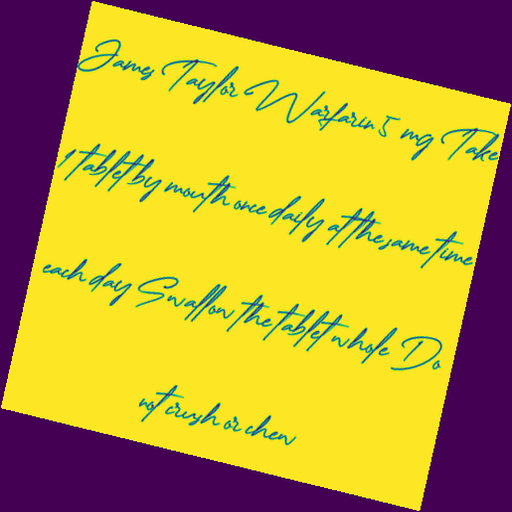 James Taylor Warfarin 5 mg Take
1 tablet by mouth once daily at the same time
each day Swallow the tablet whole Do
not crush or chew